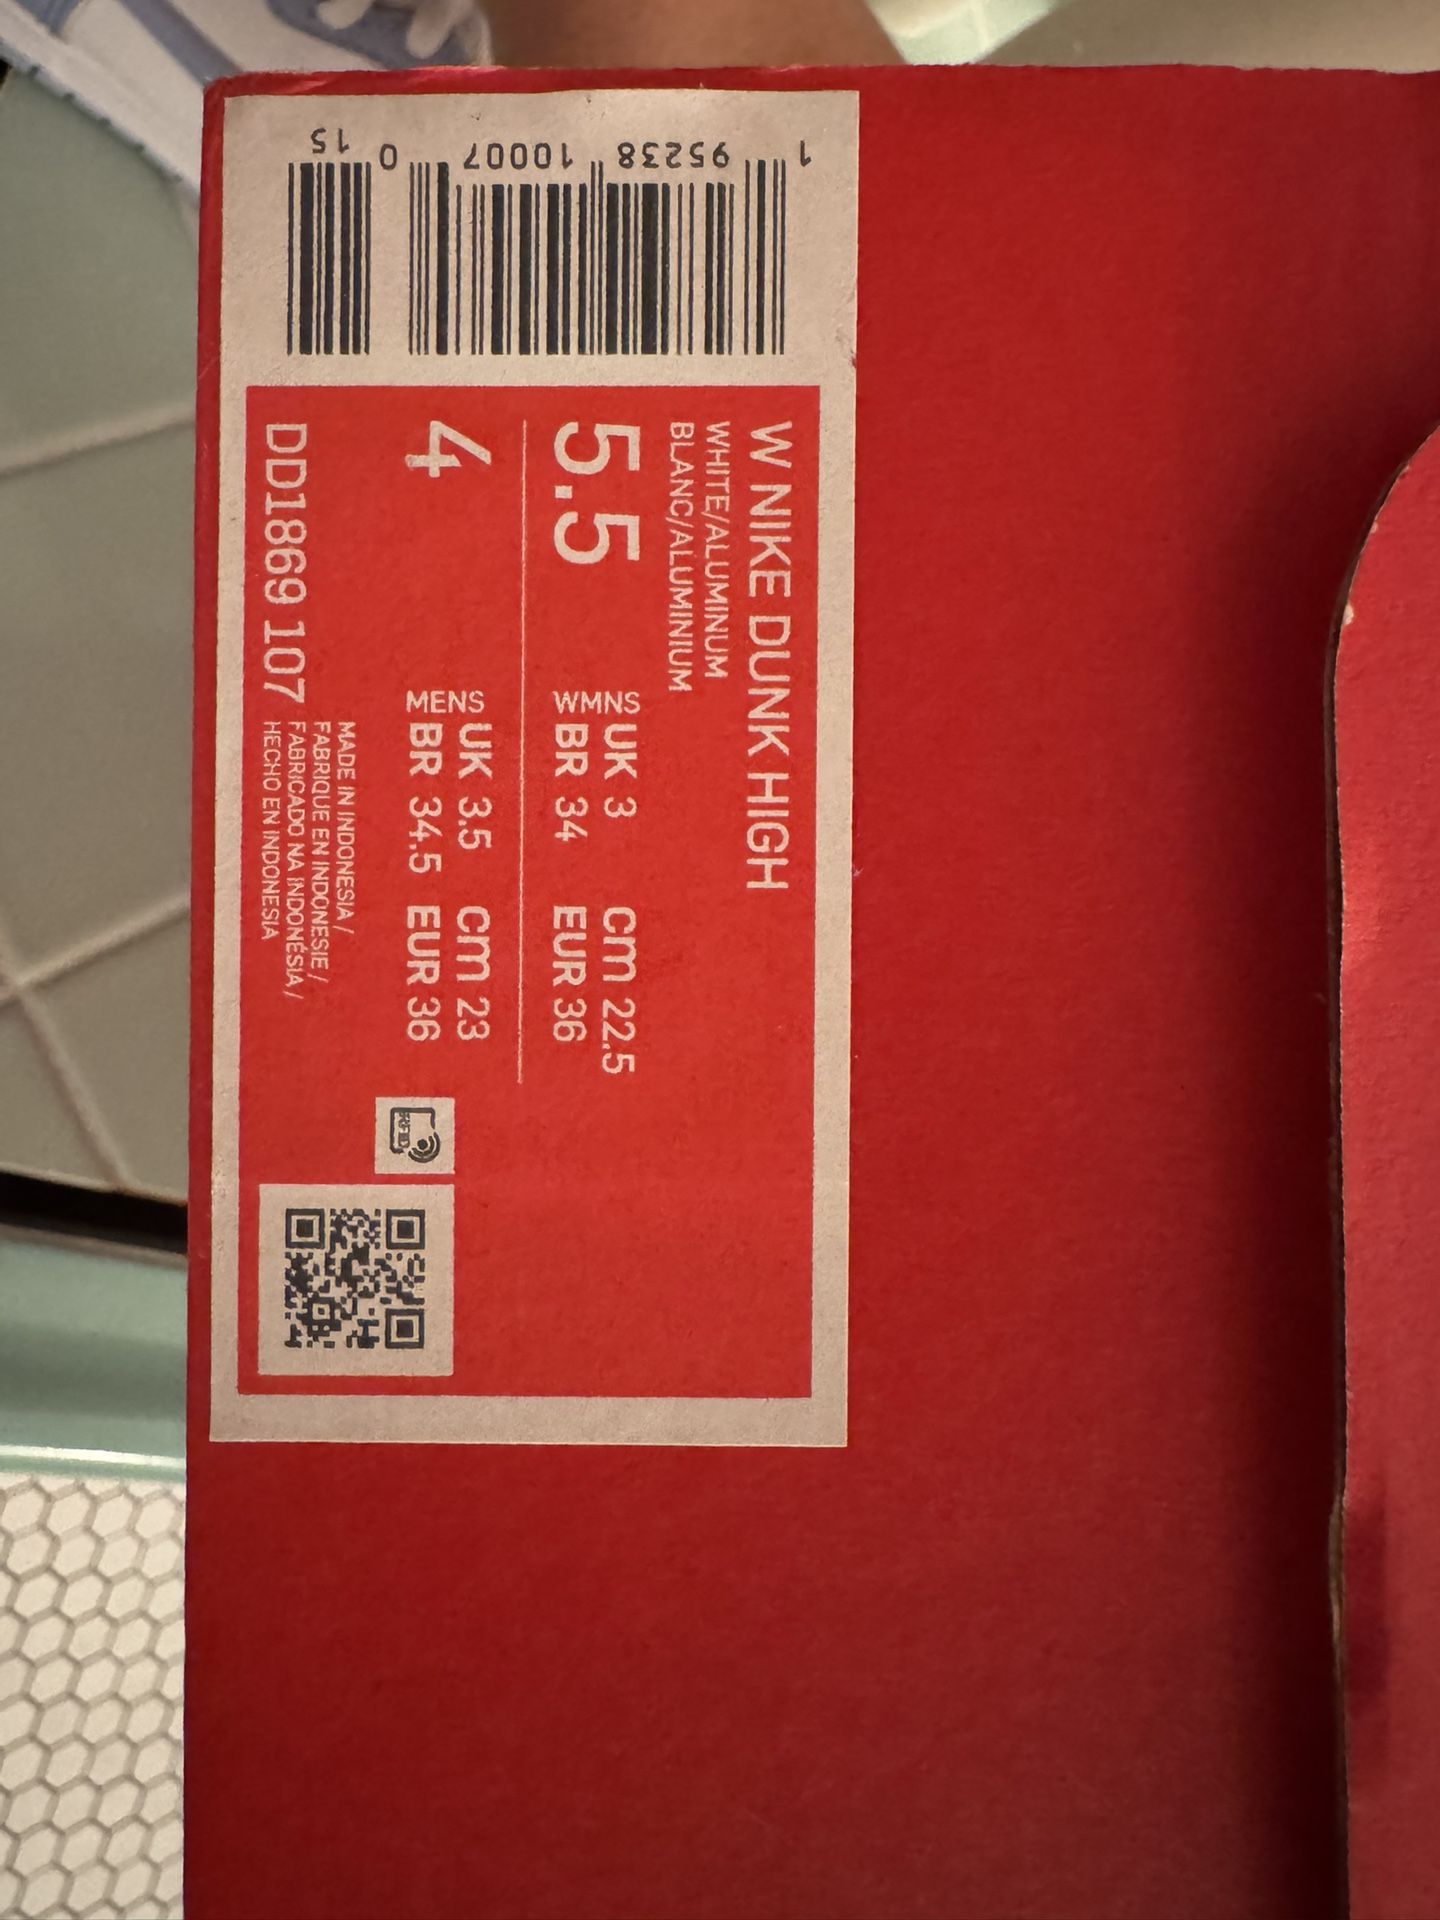 W NIKE DUNK HIGH
WHITE/ALUMINUM
BLANC/ALUMINIUM
5.5 WMNS UK 3 CM 22.5
BR 34 EUR 36
4 MENS UK 3.5 CM 23
BR 34.5 EUR 36
DD1869 107
MADE IN INDONESIA /
FABRIQUE EN INDONESIE /
FABRICADO NA INDONÉSIA /
HECHO EN INDONESIA
RFID
1 95238 10007 0 15